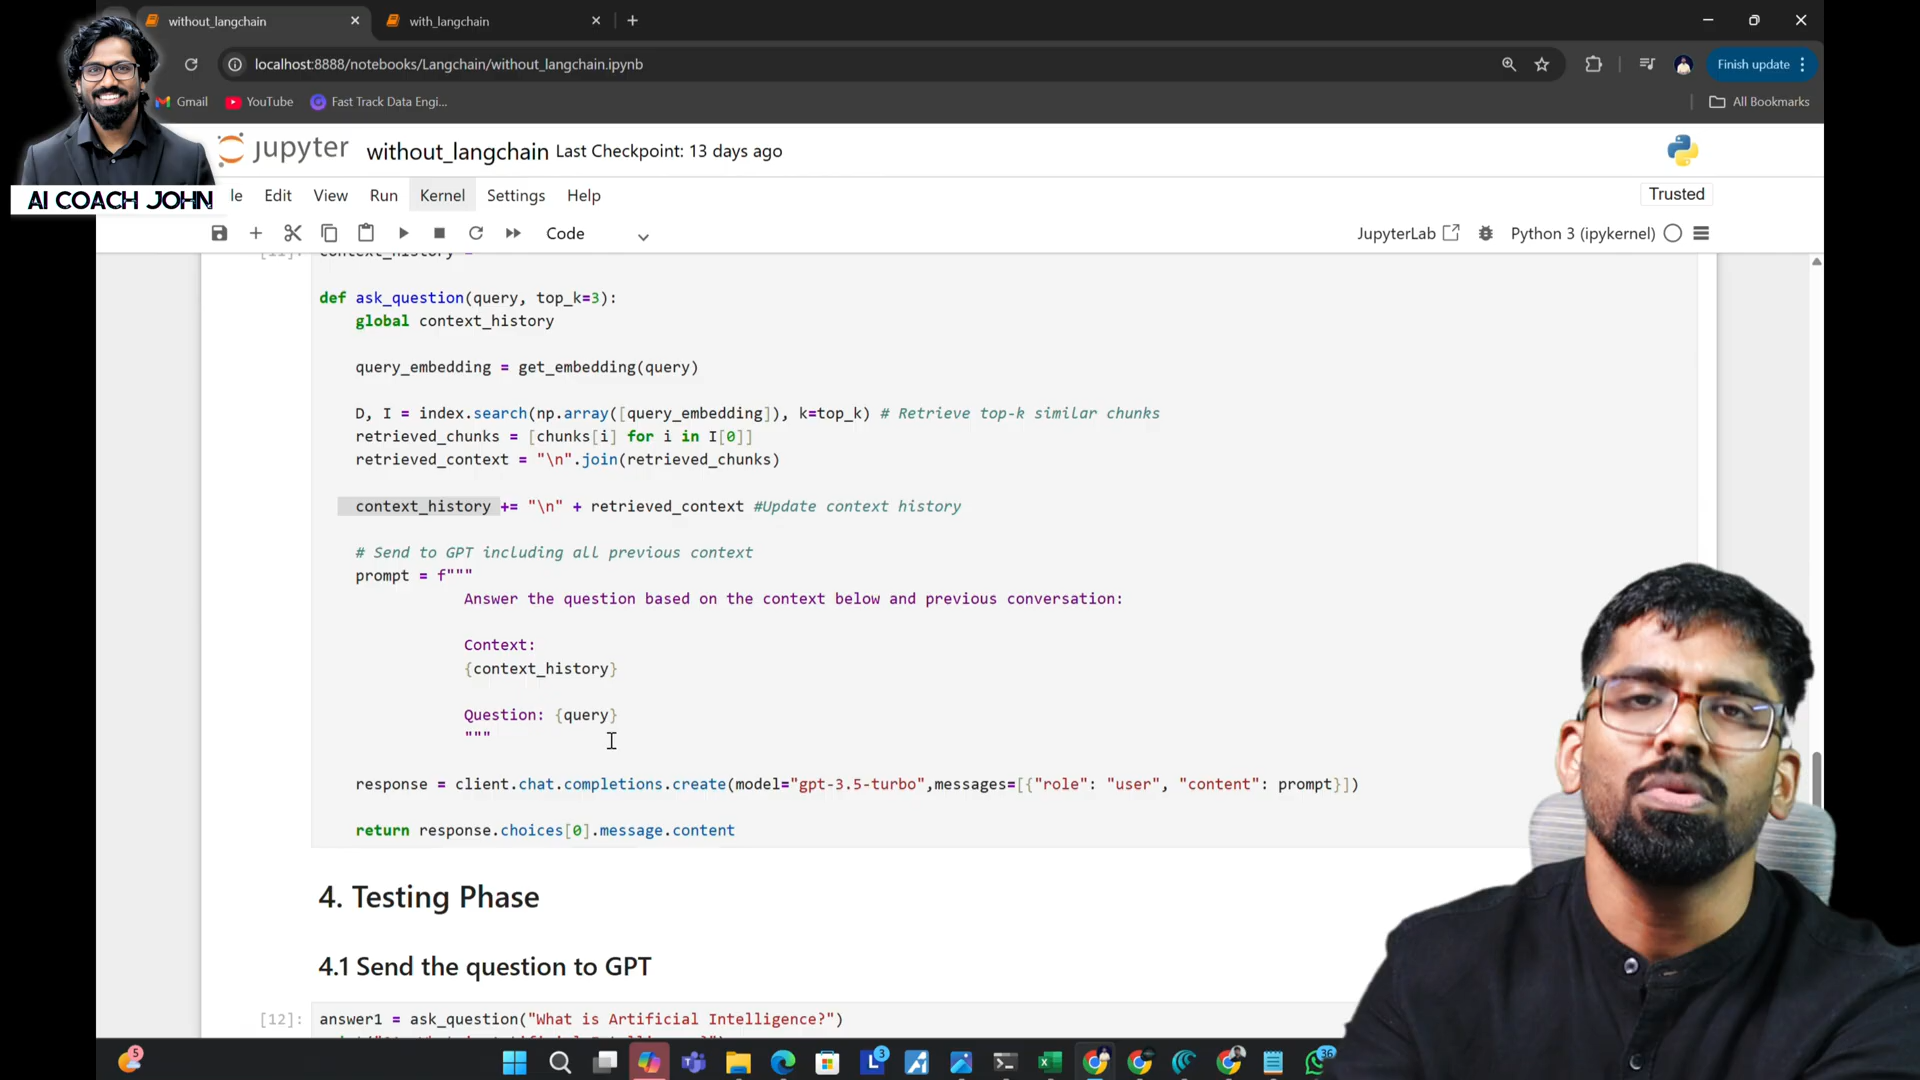 without_langchain
with_langchain
localhost:8888/notebooks/Langchain/without_langchain.ipynb
Finish update
Gmail
YouTube
Fast Track Data Engi...
All Bookmarks
jupyter
without_langchain Last Checkpoint: 13 days ago
AI COACH JOHN
le Edit View Run Kernel Settings Help
Trusted
Code
JupyterLab
Python 3 (ipykernel)
[11]: context_history =
def ask_question(query, top_k=3):
global context_history
query_embedding = get_embedding(query)
D, I = index.search(np.array([query_embedding]), k=top_k) # Retrieve top-k similar chunks
retrieved_chunks = [chunks[i] for i in I[0]]
retrieved_context = "\n".join(retrieved_chunks)
context_history += "\n" + retrieved_context #Update context history
# Send to GPT including all previous context
prompt = f"""
Answer the question based on the context below and previous conversation:
Context:
{context_history}
Question: {query}
"""
response = client.chat.completions.create(model="gpt-3.5-turbo",messages=[{"role": "user", "content": prompt}])
return response.choices[0].message.content
4. Testing Phase
4.1 Send the question to GPT
[12]: answer1 = ask_question("What is Artificial Intelligence?")
5
3
36